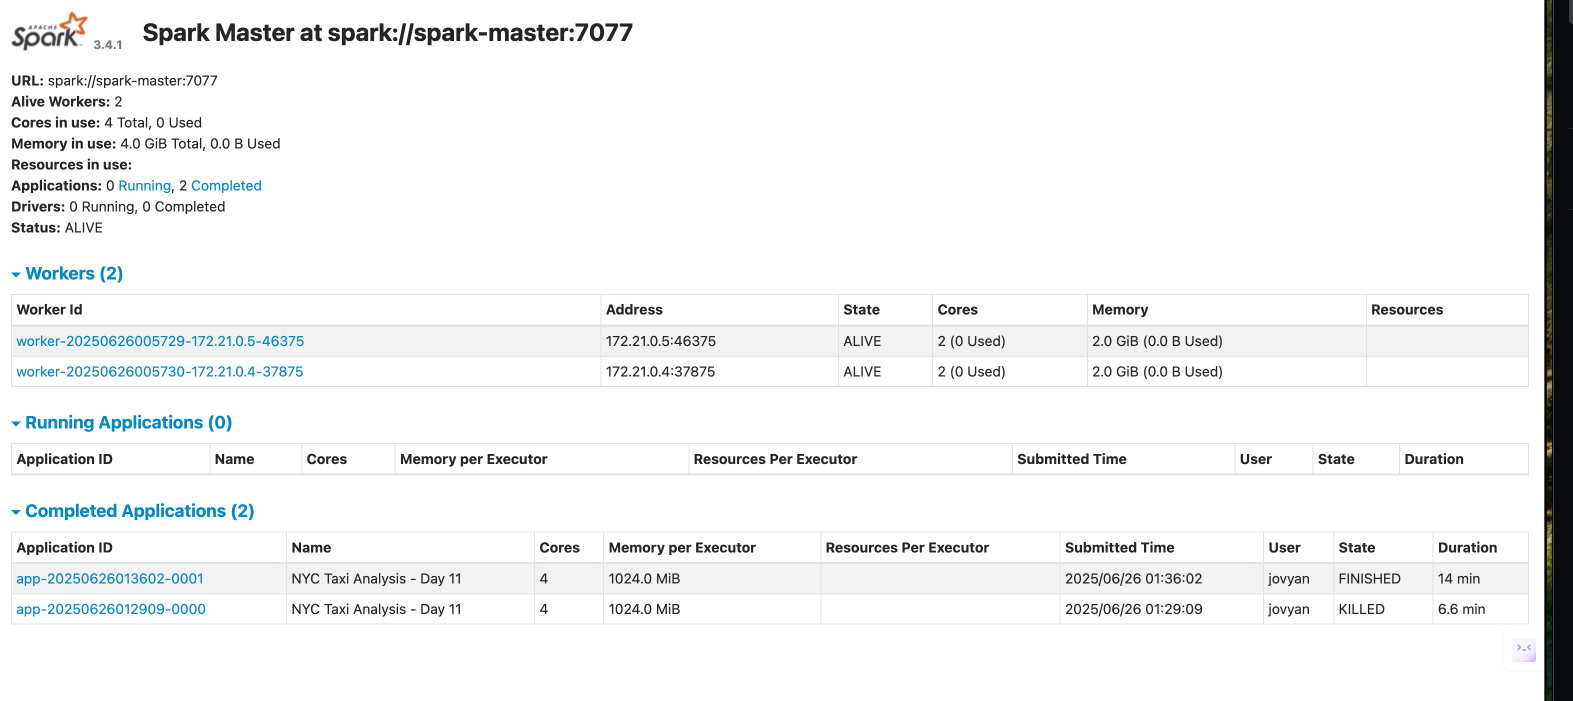 APACHE
Spark 3.4.1 Spark Master at spark://spark-master:7077
URL: spark://spark-master:7077
Alive Workers: 2
Cores in use: 4 Total, 0 Used
Memory in use: 4.0 GiB Total, 0.0 B Used
Resources in use:
Applications: 0 Running, 2 Completed
Drivers: 0 Running, 0 Completed
Status: ALIVE
Workers (2)
Worker Id Address State Cores Memory Resources
worker-20250626005729-172.21.0.5-46375 172.21.0.5:46375 ALIVE 2 (0 Used) 2.0 GiB (0.0 B Used)
worker-20250626005730-172.21.0.4-37875 172.21.0.4:37875 ALIVE 2 (0 Used) 2.0 GiB (0.0 B Used)
Running Applications (0)
Application ID Name Cores Memory per Executor Resources Per Executor Submitted Time User State Duration
Completed Applications (2)
Application ID Name Cores Memory per Executor Resources Per Executor Submitted Time User State Duration
app-20250626013602-0001 NYC Taxi Analysis - Day 11 4 1024.0 MiB 2025/06/26 01:36:02 jovyan FINISHED 14 min
app-20250626012909-0000 NYC Taxi Analysis - Day 11 4 1024.0 MiB 2025/06/26 01:29:09 jovyan KILLED 6.6 min